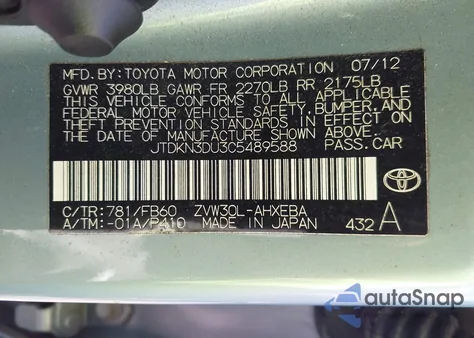 MFD.BY:TOYOTA MOTOR CORPORATION 07/12
GVWR 3980LB GAWR FR 2270LB RR 2175LB
THIS VEHICLE CONFORMS TO ALL APPLICABLE
FEDERAL MOTOR VEHICLE SAFETY,BUMPER,AND
THEFT PREVENTION STANDARDS IN EFFECT ON
THE DATE OF MANUFACTURE SHOWN ABOVE.
JTDKN3DU3C5489588 PASS.CAR
C/TR:781/FB60 ZVW30L-AHXEBA
A/TM:-01A/P410 MADE IN JAPAN 432 A
TOYOTA
autoSnap